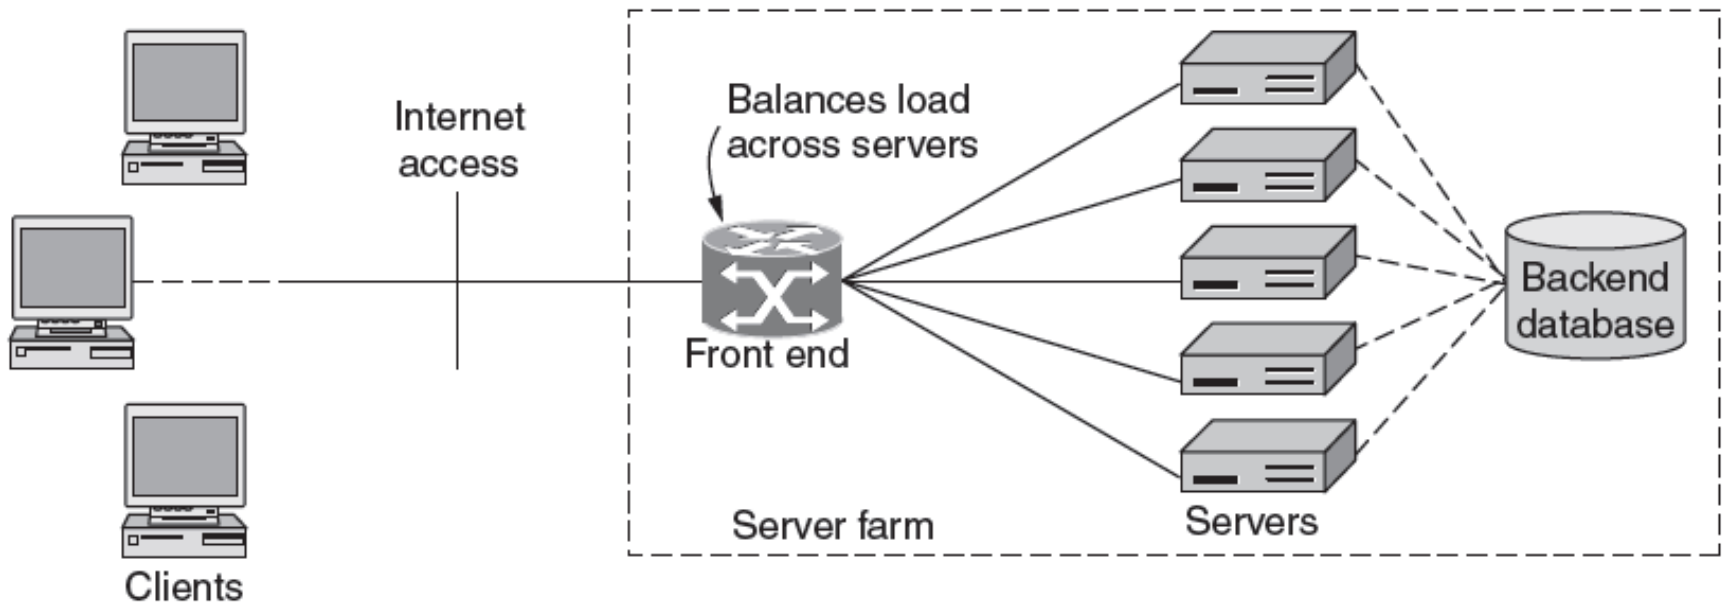 Internet
access
Balances load
across servers
Front end
Backend
database
Server farm
Servers
Clients